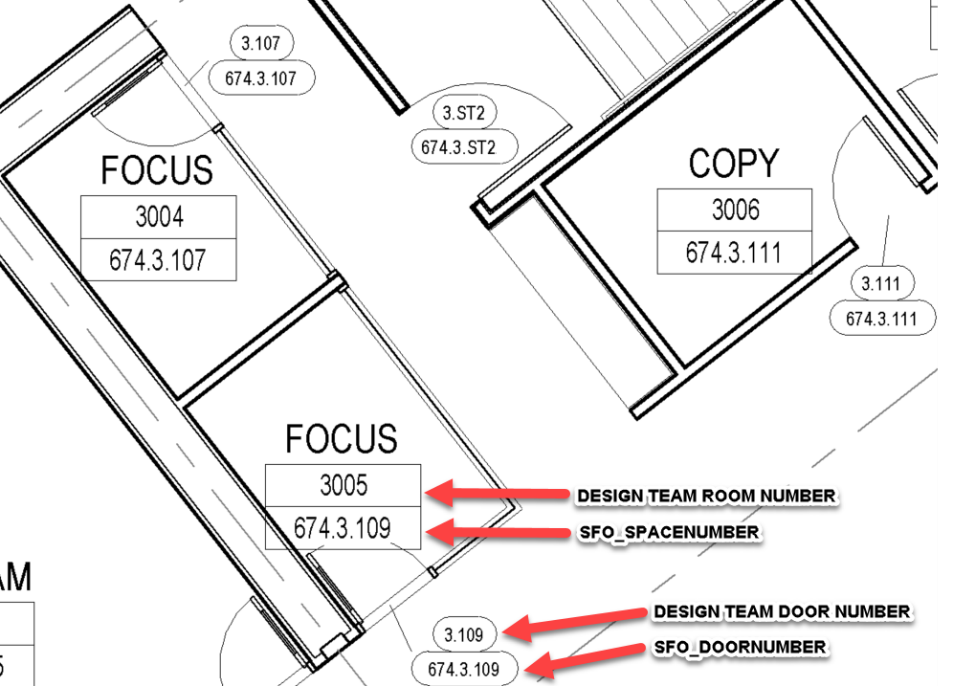 3.107
674.3.107
3.ST2
674.3.ST2
FOCUS
3004
674.3.107
COPY
3006
674.3.111
3.111
674.3.111
FOCUS
3005
674.3.109
DESIGN TEAM ROOM NUMBER
SFO_SPACENUMBER
AM
5
3.109
674.3.109
DESIGN TEAM DOOR NUMBER
SFO_DOORNUMBER